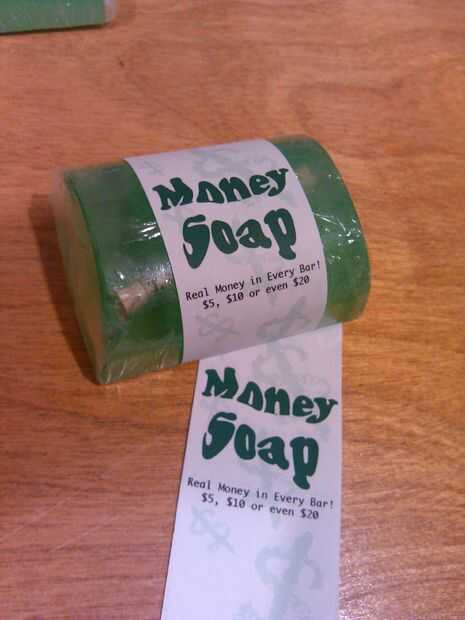 Money
Soap
Real Money in Every Bar!
$5, $10 or even $20
Money
Soap
Real Money in Every Bar!
$5, $10 or even $20